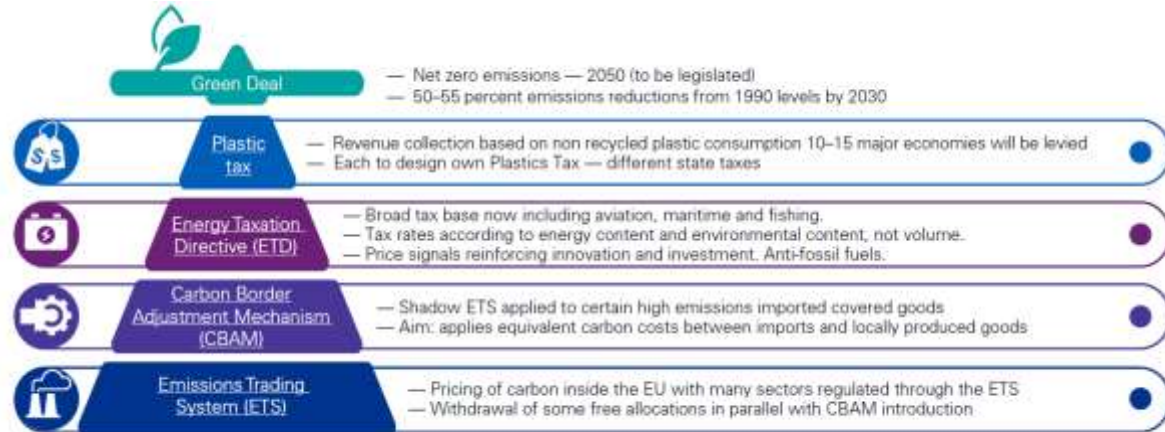 Green Deal
— Net zero emissions — 2050 (to be legislated)
— 50–55 percent emissions reductions from 1990 levels by 2030
$ $
Plastic
tax
— Revenue collection based on non recycled plastic consumption 10–15 major economies will be levied
— Each to design own Plastics Tax — different state taxes
Energy Taxation
Directive (ETD)
— Broad tax base now including aviation, maritime and fishing.
— Tax rates according to energy content and environmental content, not volume.
— Price signals reinforcing innovation and investment. Anti-fossil fuels.
Carbon Border
Adjustment Mechanism
(CBAM)
— Shadow ETS applied to certain high emissions imported covered goods
— Aim: applies equivalent carbon costs between imports and locally produced goods
Emissions Trading
System (ETS)
— Pricing of carbon inside the EU with many sectors regulated through the ETS
— Withdrawal of some free allocations in parallel with CBAM introduction